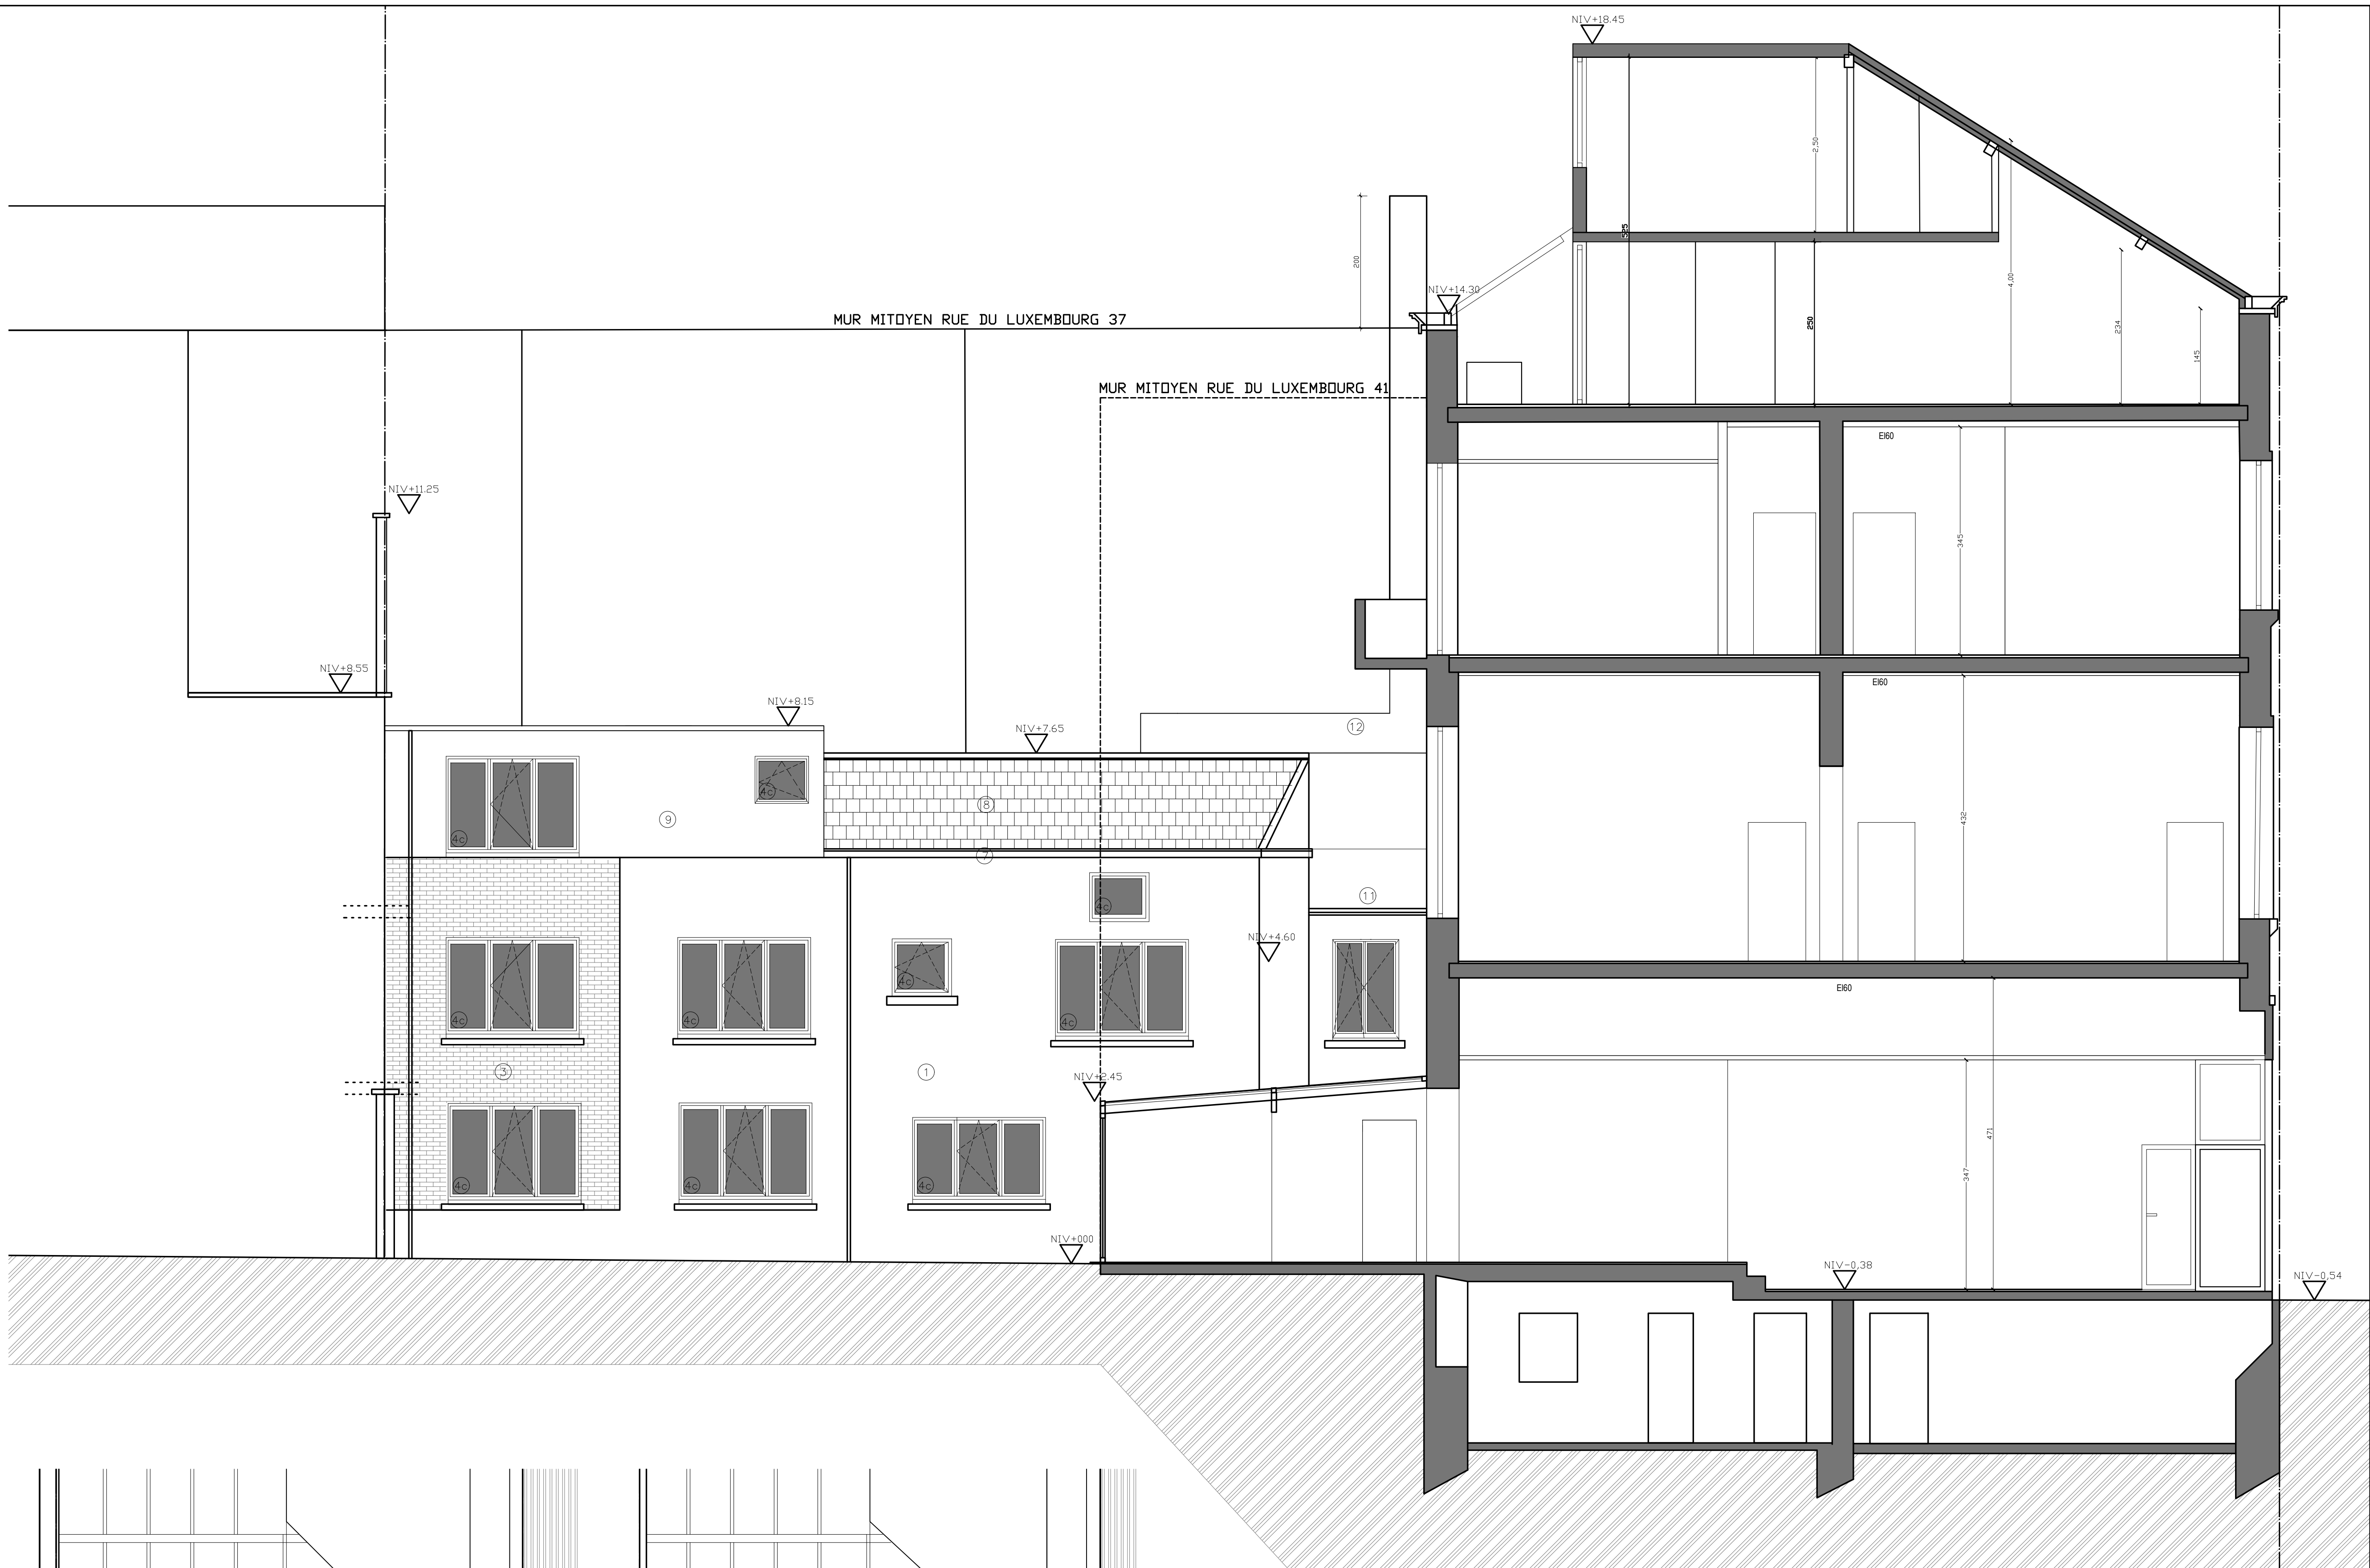 NIV+18.45
2,50
525
200
NIV+14.30
MUR MITOYEN RUE DU LUXEMBOURG 37
4,00
250
234
145
MUR MITOYEN RUE DU LUXEMBOURG 41
EI60
NIV+11.25
345
NIV+8.55
EI60
NIV+8.15
NIV+7.65
12
4c
8
9
4c
432
7
11
4c
NIV+4.60
4c
EI60
4c
4c
4c
3
1
NIV+2.45
471
347
4c
4c
4c
NIV+000
NIV-0,38
NIV-0,54